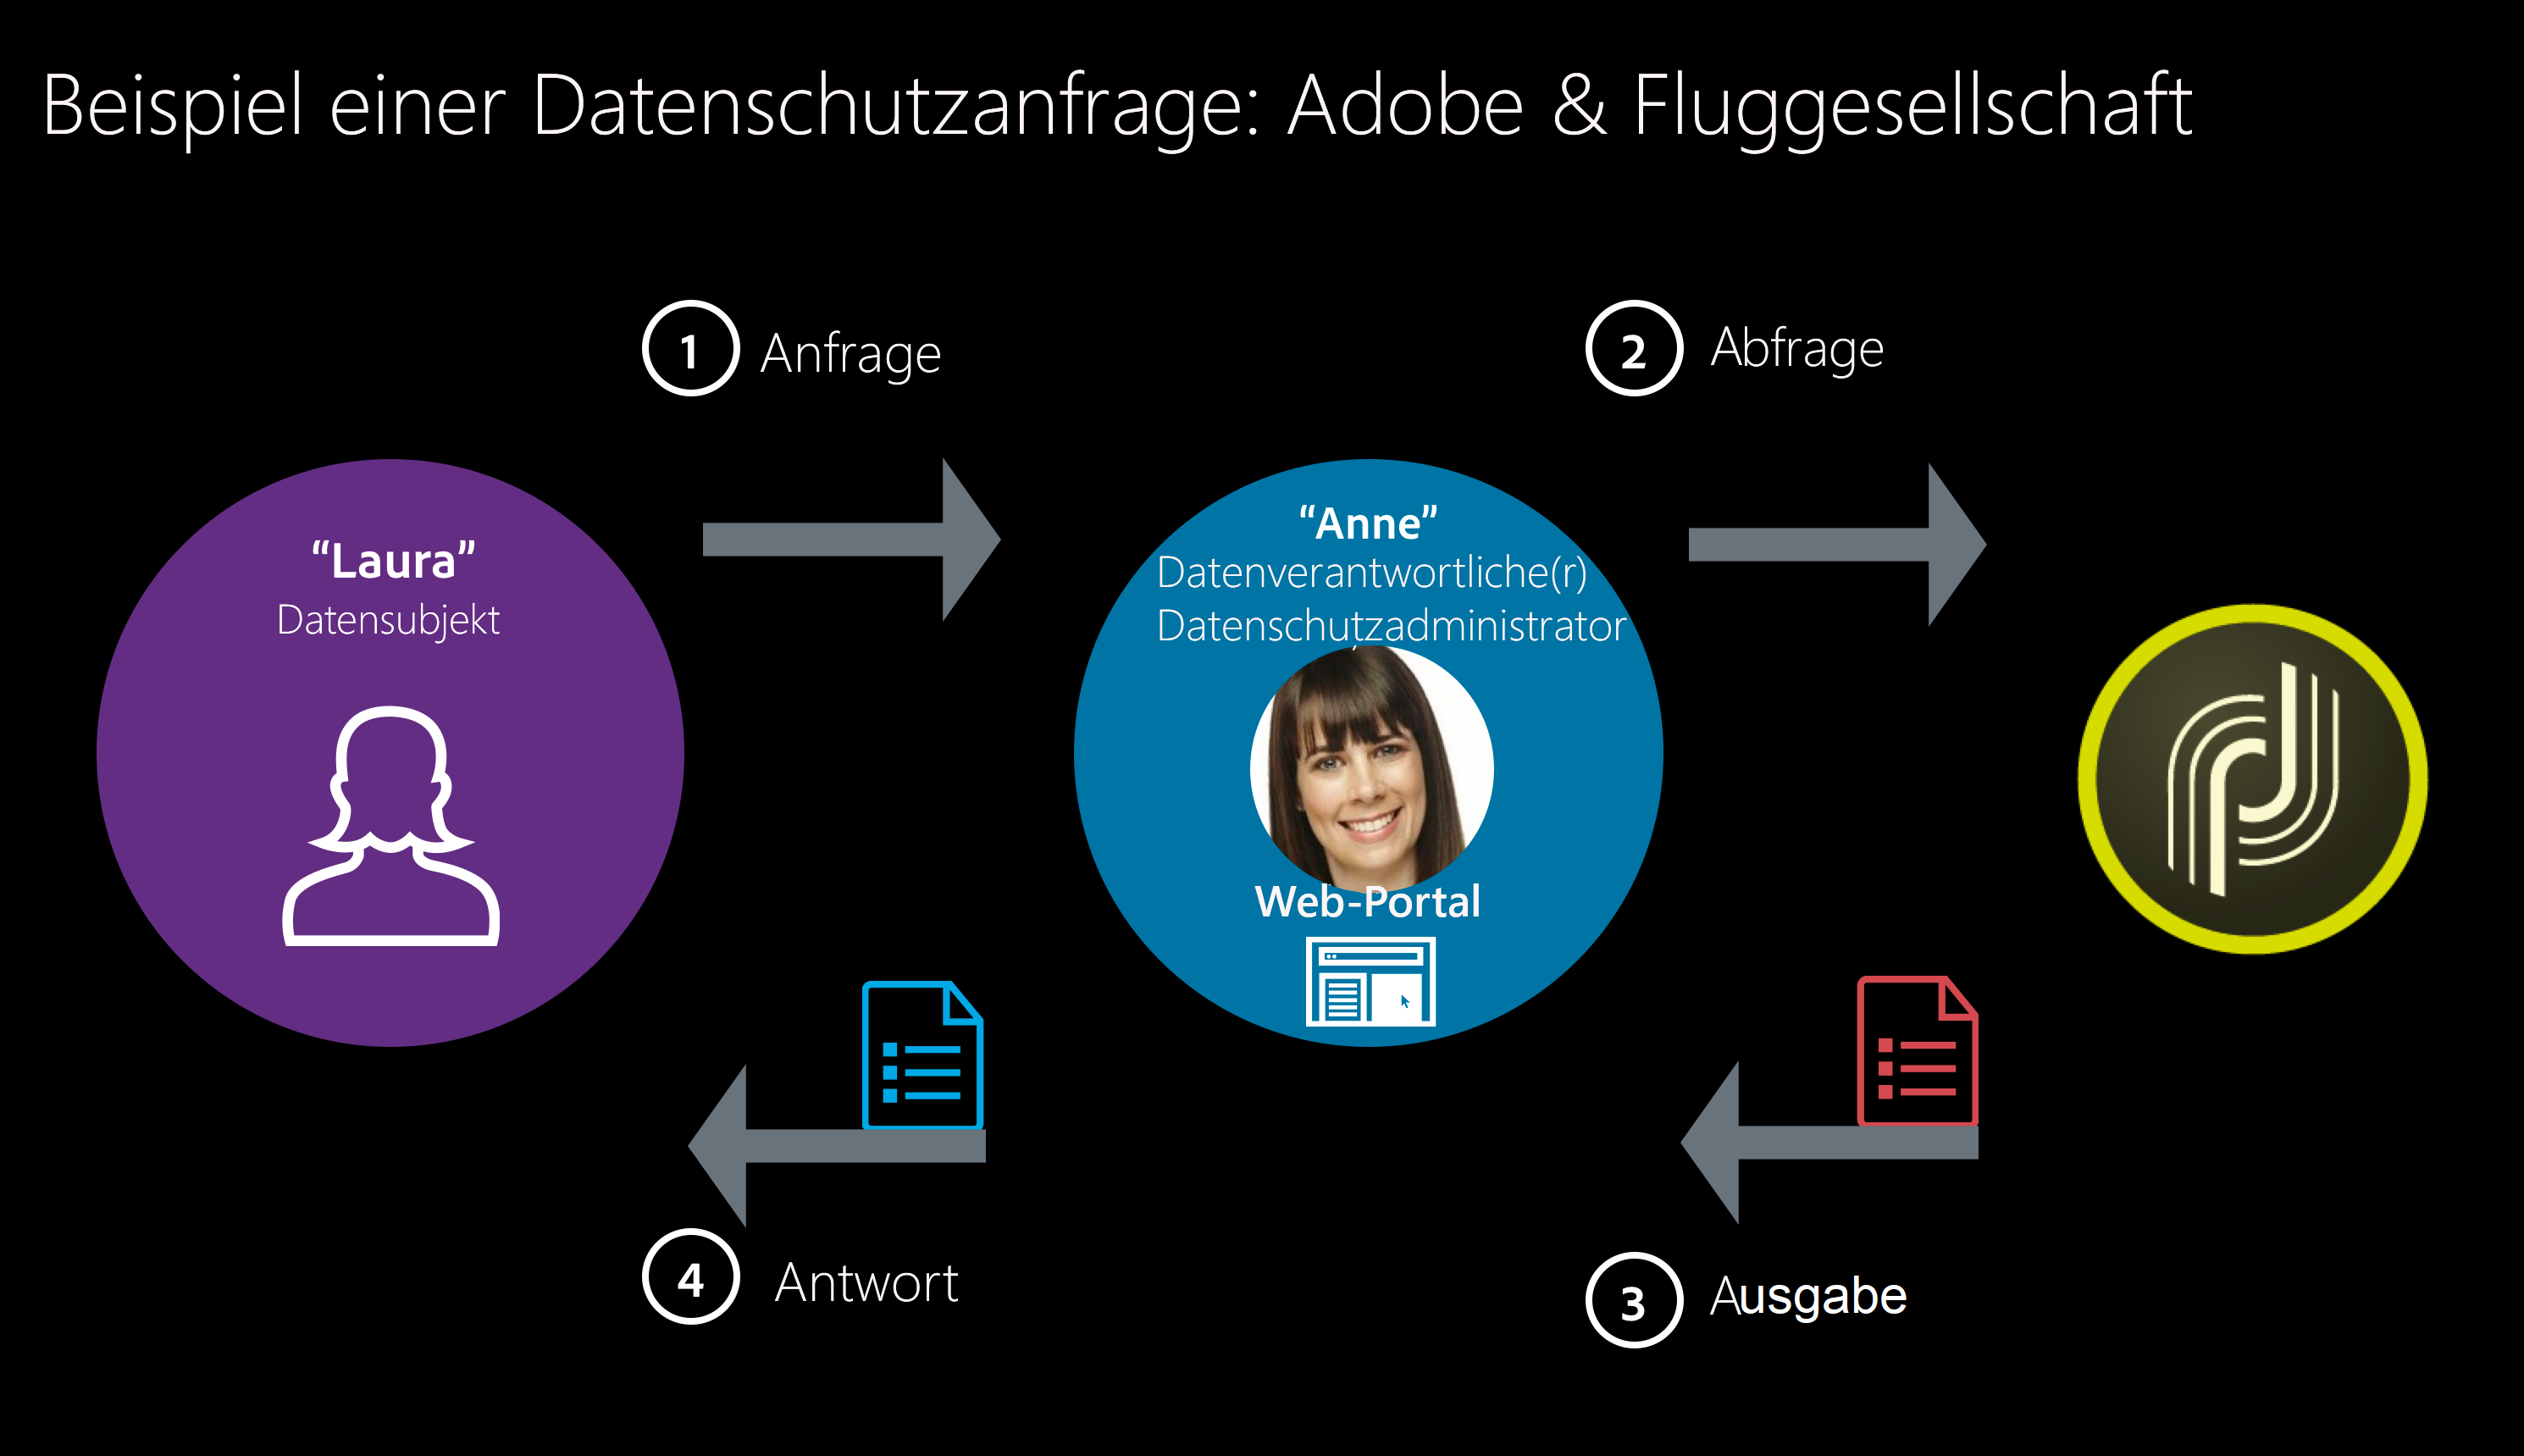 Beispiel einer Datenschutzanfrage: Adobe & Fluggesellschaft
1 Anfrage
2 Abfrage
“Laura”
Datensubjekt
“Anne”
Datenverantwortliche(r)
Datenschutzadministrator
Web-Portal
4 Antwort
3 Ausgabe